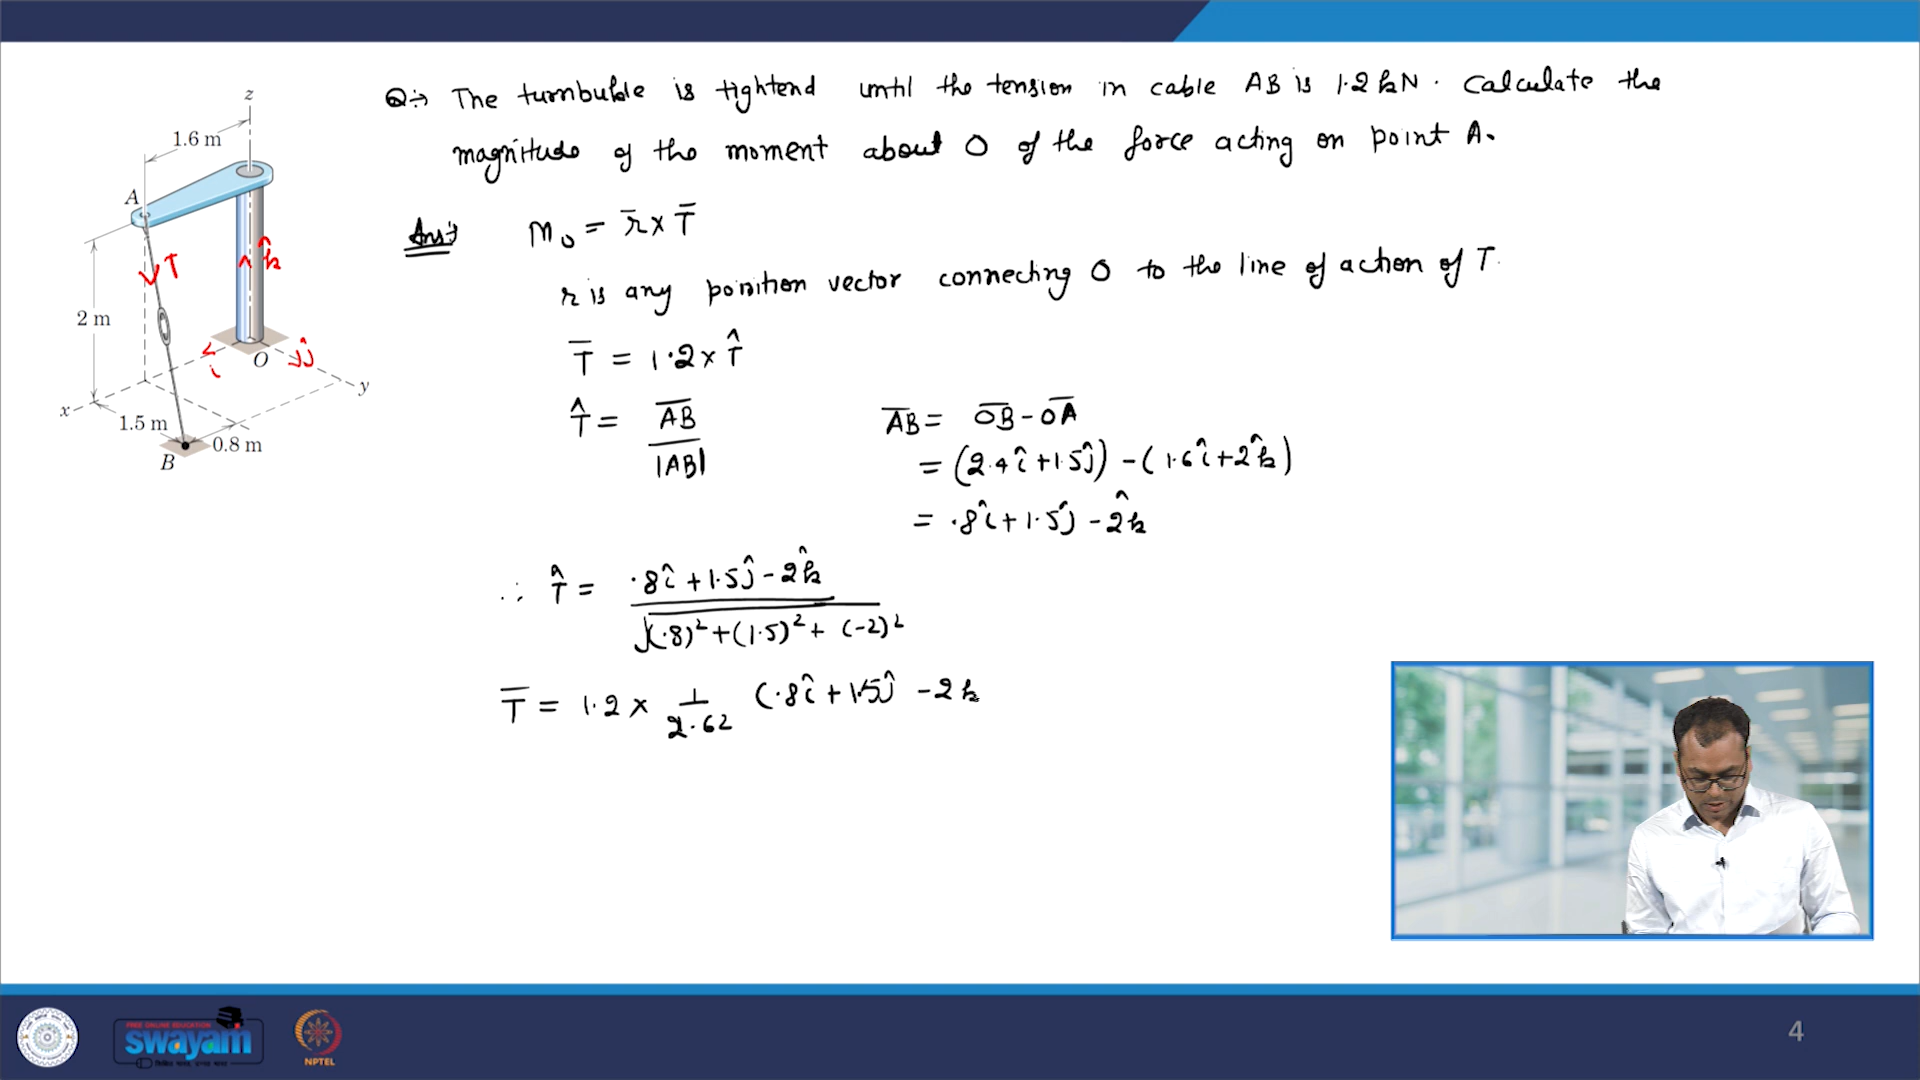 Q:→ The turnbukle is tightend until the tension in cable AB is 1.2 kN. Calculate the
magnitude of the moment about O of the force acting on point A.
Ans:→ M₀ = r̄ × T̄
r is any position vector connecting O to the line of action of T.
T̄ = 1.2 × T̂
T̂ = AB̅ / |AB|
AB̅ = OB̅ - OA̅
= (2.4î + 1.5ĵ) - (1.6î + 2k̂)
= .8î + 1.5ĵ - 2k̂
∴ T̂ = .8î + 1.5ĵ - 2k̂ / √(.8)² + (1.5)² + (-2)²
T̄ = 1.2 × 1/2.62 (.8î + 1.5ĵ - 2k
z
1.6 m
A
T
k̂
2 m
i
O
ĵ
x
y
1.5 m
0.8 m
B
FREE ONLINE EDUCATION
swayam
NPTEL
4